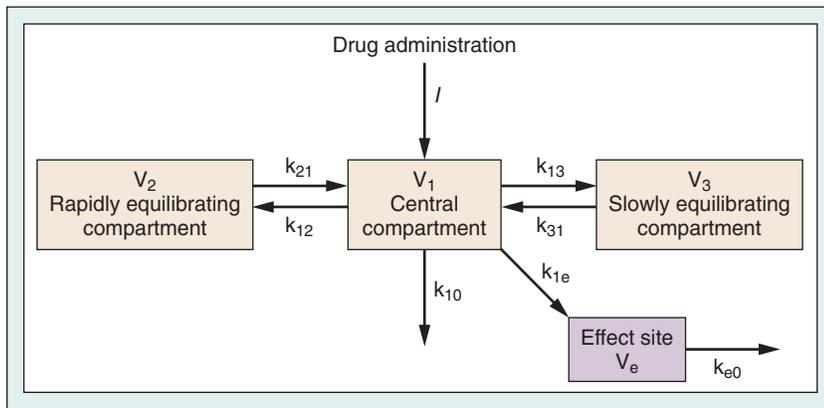 Drug administration
I
V2
Rapidly equilibrating
compartment
k21
k12
V1
Central
compartment
k13
k31
V3
Slowly equilibrating
compartment
k10
k1e
Effect site
Ve
ke0